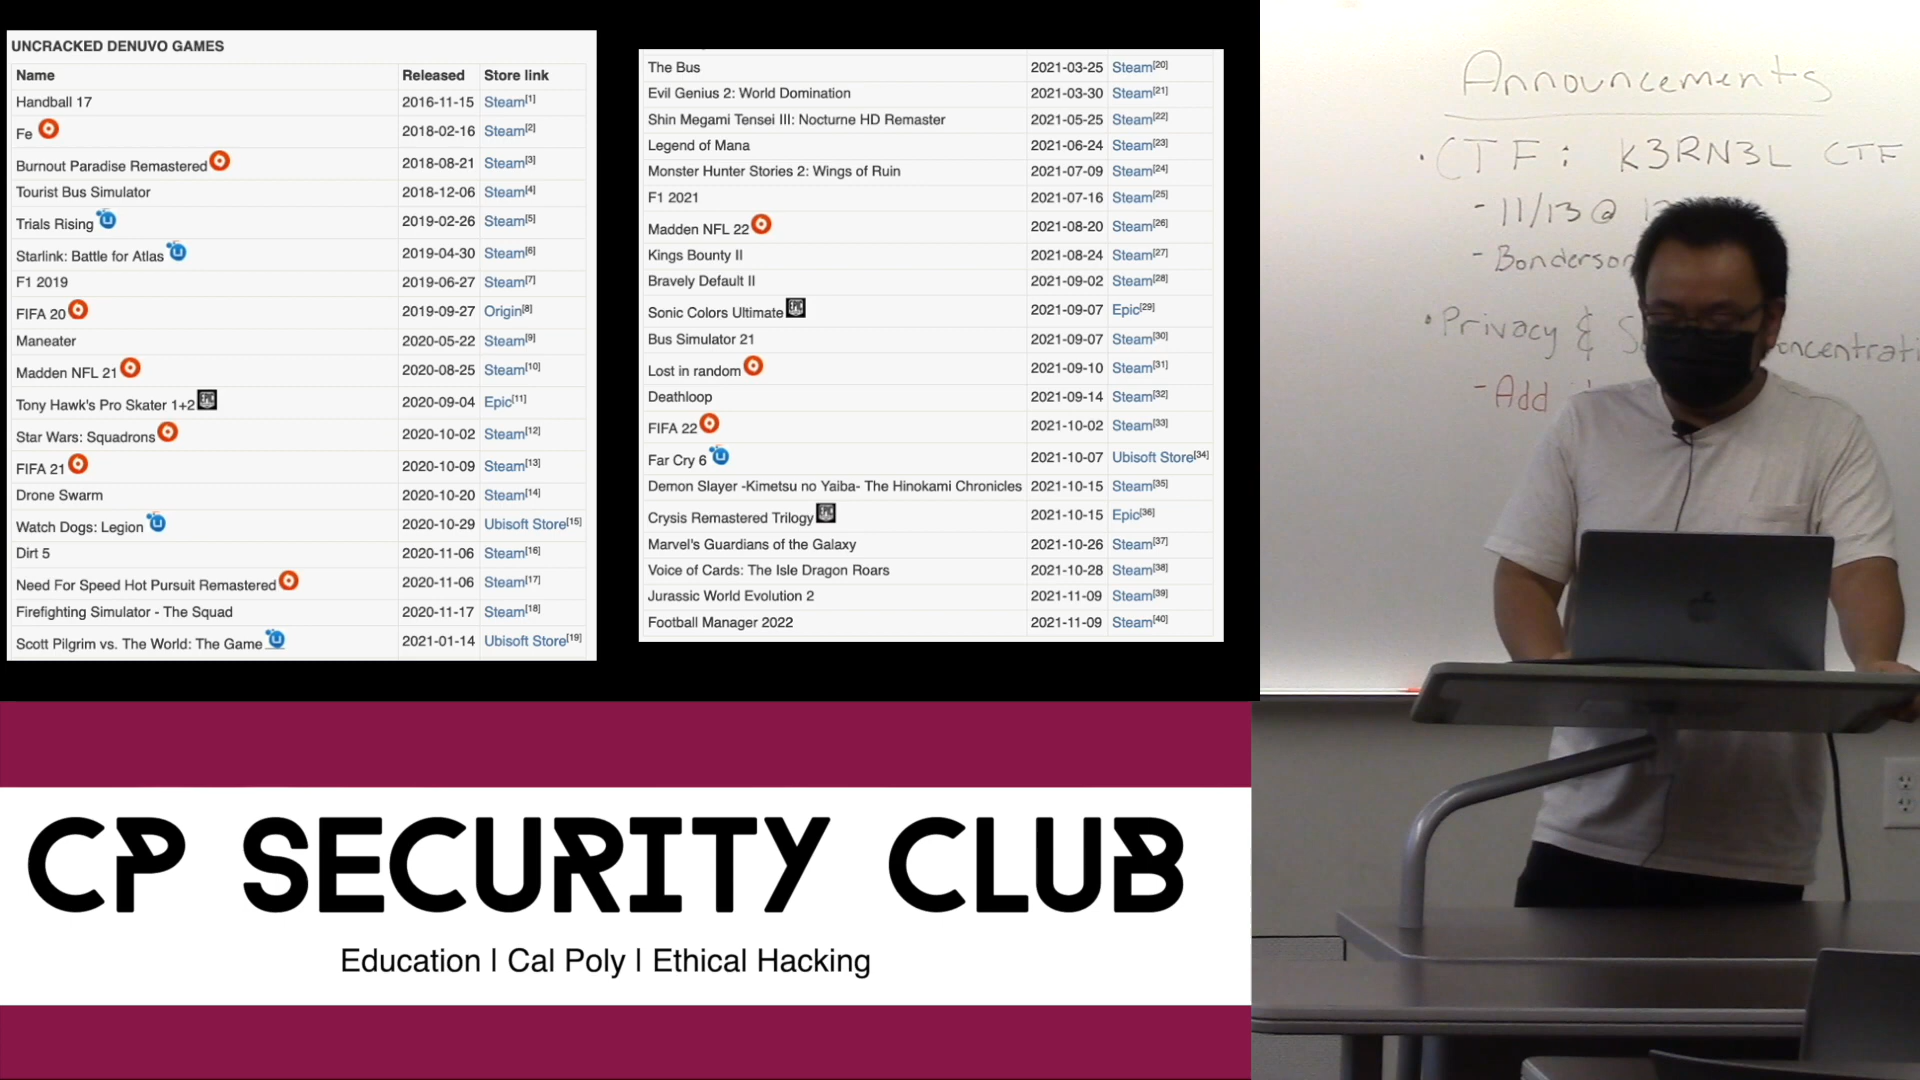 UNCRACKED DENUVO GAMES
Name Released Store link
Handball 17 2016-11-15 Steam[1]
Fe 2018-02-16 Steam[2]
Burnout Paradise Remastered 2018-08-21 Steam[3]
Tourist Bus Simulator 2018-12-06 Steam[4]
Trials Rising 2019-02-26 Steam[5]
Starlink: Battle for Atlas 2019-04-30 Steam[6]
F1 2019 2019-06-27 Steam[7]
FIFA 20 2019-09-27 Origin[8]
Maneater 2020-05-22 Steam[9]
Madden NFL 21 2020-08-25 Steam[10]
Tony Hawk's Pro Skater 1+2 EPIC 2020-09-04 Epic[11]
Star Wars: Squadrons 2020-10-02 Steam[12]
FIFA 21 2020-10-09 Steam[13]
Drone Swarm 2020-10-20 Steam[14]
Watch Dogs: Legion 2020-10-29 Ubisoft Store[15]
Dirt 5 2020-11-06 Steam[16]
Need For Speed Hot Pursuit Remastered 2020-11-06 Steam[17]
Firefighting Simulator - The Squad 2020-11-17 Steam[18]
Scott Pilgrim vs. The World: The Game 2021-01-14 Ubisoft Store[19]
The Bus 2021-03-25 Steam[20]
Evil Genius 2: World Domination 2021-03-30 Steam[21]
Shin Megami Tensei III: Nocturne HD Remaster 2021-05-25 Steam[22]
Legend of Mana 2021-06-24 Steam[23]
Monster Hunter Stories 2: Wings of Ruin 2021-07-09 Steam[24]
F1 2021 2021-07-16 Steam[25]
Madden NFL 22 2021-08-20 Steam[26]
Kings Bounty II 2021-08-24 Steam[27]
Bravely Default II 2021-09-02 Steam[28]
Sonic Colors Ultimate EPIC 2021-09-07 Epic[29]
Bus Simulator 21 2021-09-07 Steam[30]
Lost in random 2021-09-10 Steam[31]
Deathloop 2021-09-14 Steam[32]
FIFA 22 2021-10-02 Steam[33]
Far Cry 6 2021-10-07 Ubisoft Store[34]
Demon Slayer -Kimetsu no Yaiba- The Hinokami Chronicles 2021-10-15 Steam[35]
Crysis Remastered Trilogy EPIC 2021-10-15 Epic[36]
Marvel's Guardians of the Galaxy 2021-10-26 Steam[37]
Voice of Cards: The Isle Dragon Roars 2021-10-28 Steam[38]
Jurassic World Evolution 2 2021-11-09 Steam[39]
Football Manager 2022 2021-11-09 Steam[40]
Announcements
• CTF: K3RN3L CTF
- 11/13 @
- Bonderson
• Privacy &
- Add
CP SECURITY CLUB
Education | Cal Poly | Ethical Hacking